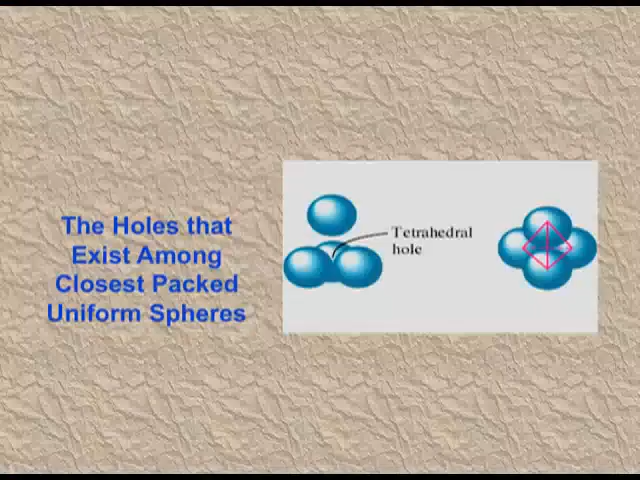 The Holes that
Exist Among
Closest Packed
Uniform Spheres
Tetrahedral
hole